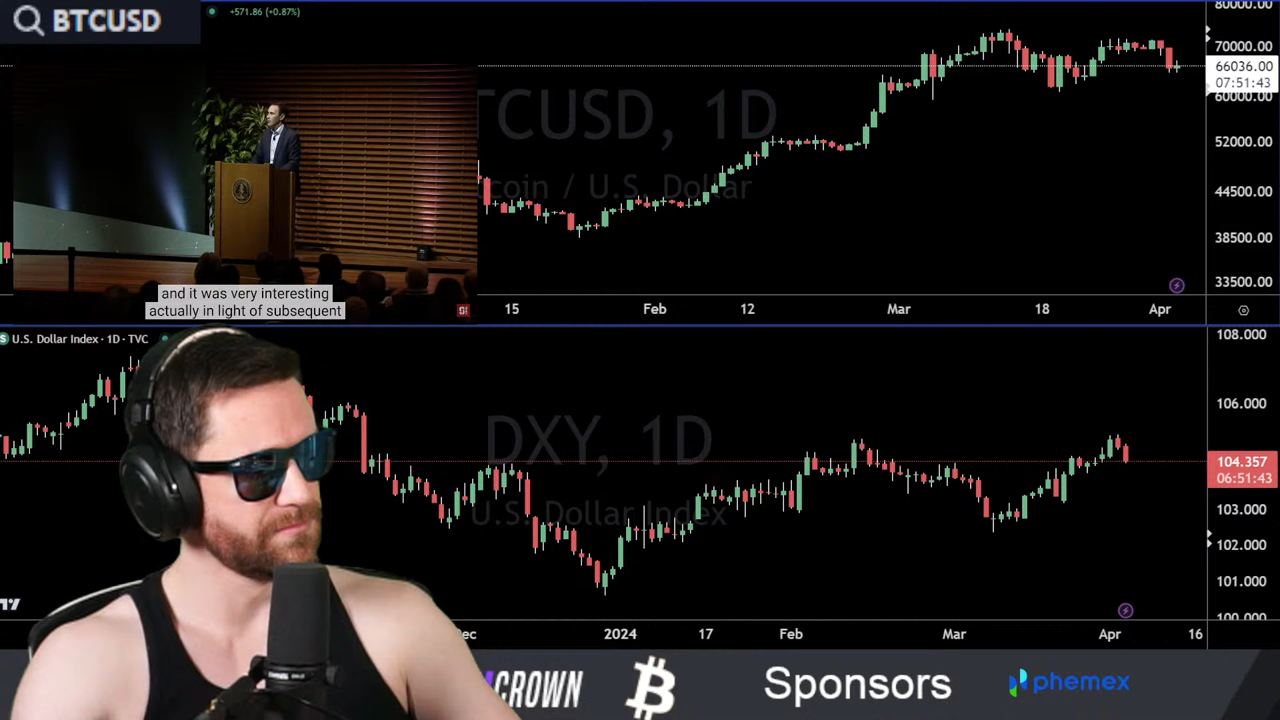 BTCUSD
+571.86 (+0.87%)
TCUSD, 1D
tcoin / U.S. Dollar
80000.00
70000.00
66036.00
07:51:43
60000.00
52000.00
44500.00
38500.00
33500.00
15 Feb 12 Mar 18 Apr
and it was very interesting
actually in light of subsequent
U.S. Dollar Index · 1D · TVC
DXY, 1D
U.S. Dollar Index
108.000
106.000
104.357
06:51:43
103.000
102.000
101.000
100.000
Dec 2024 17 Feb Mar Apr 16
CROWN
Sponsors
phemex